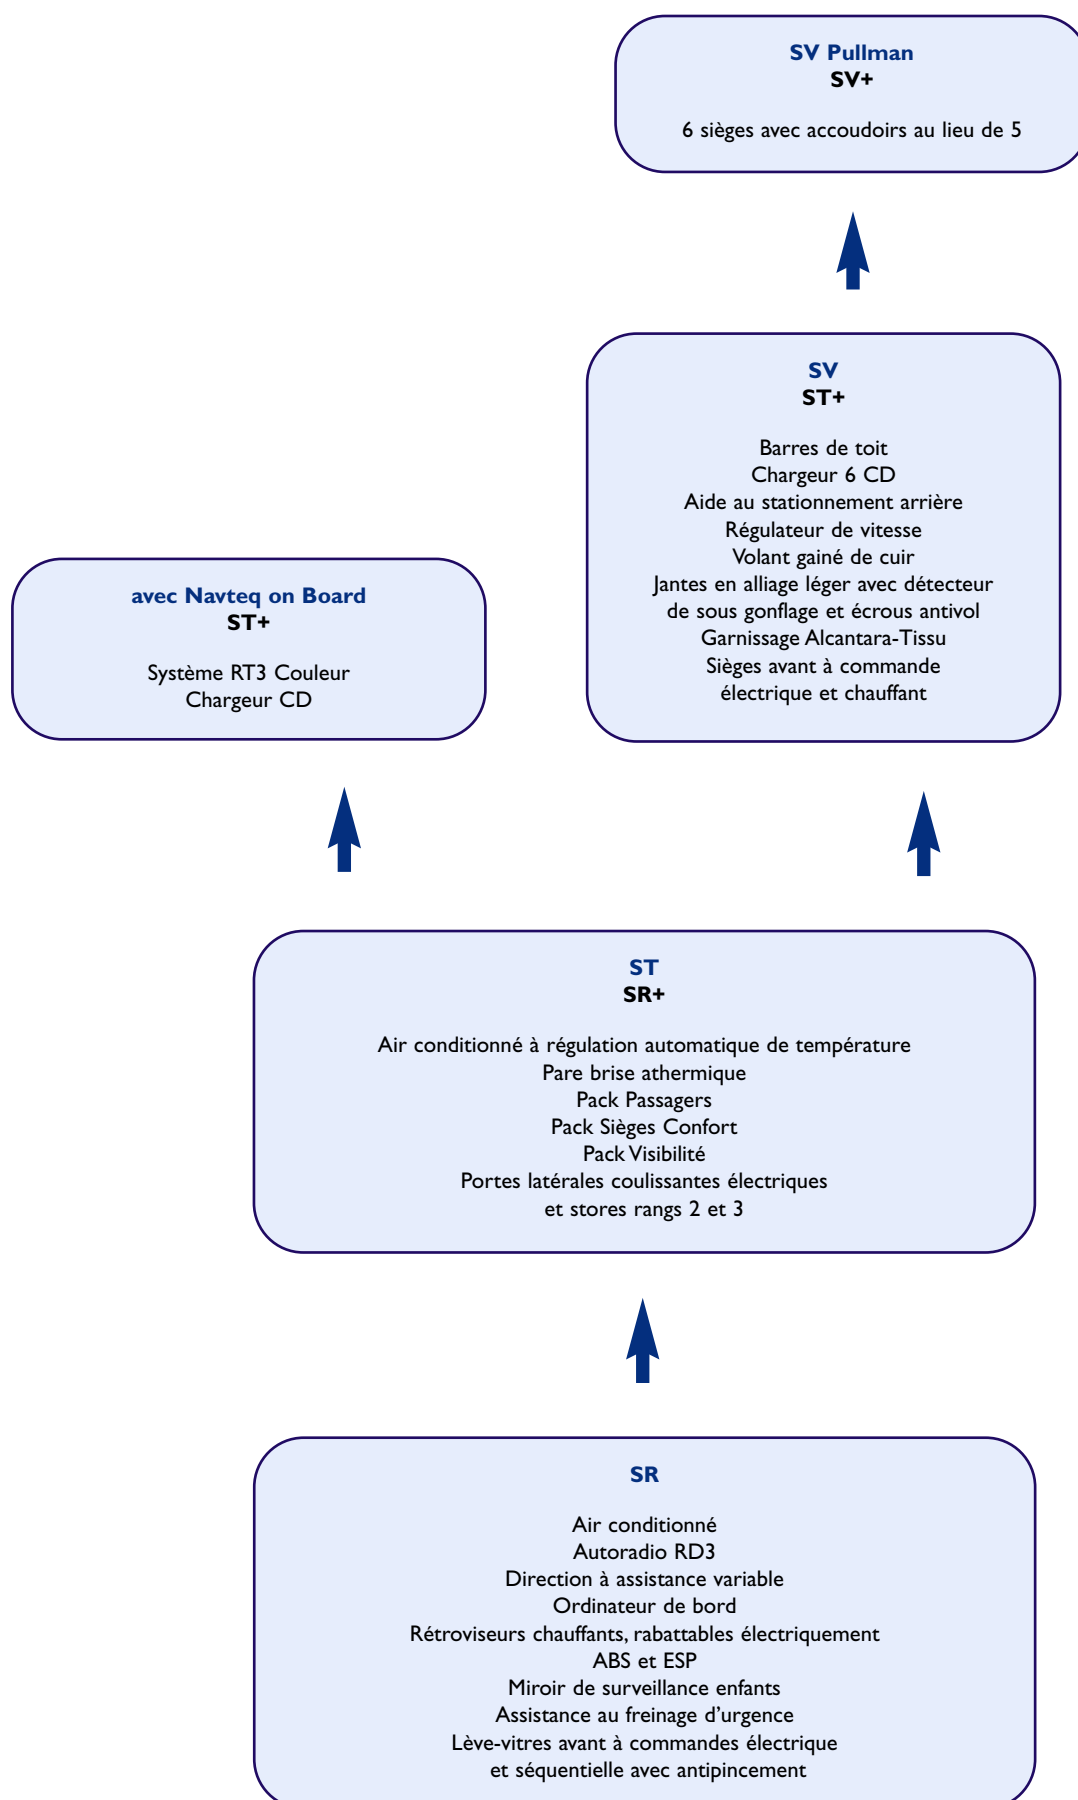 SV Pullman
SV+
6 sièges avec accoudoirs au lieu de 5
SV
ST+
Barres de toit
Chargeur 6 CD
Aide au stationnement arrière
Régulateur de vitesse
Volant gainé de cuir
Jantes en alliage léger avec détecteur
de sous gonflage et écrous antivol
Garnissage Alcantara-Tissu
Sièges avant à commande
électrique et chauffant
avec Navteq on Board
ST+
Système RT3 Couleur
Chargeur CD
ST
SR+
Air conditionné à régulation automatique de température
Pare brise athermique
Pack Passagers
Pack Sièges Confort
Pack Visibilité
Portes latérales coulissantes électriques
et stores rangs 2 et 3
SR
Air conditionné
Autoradio RD3
Direction à assistance variable
Ordinateur de bord
Rétroviseurs chauffants, rabattables électriquement
ABS et ESP
Miroir de surveillance enfants
Assistance au freinage d’urgence
Lève-vitres avant à commandes électrique
et séquentielle avec antipincement